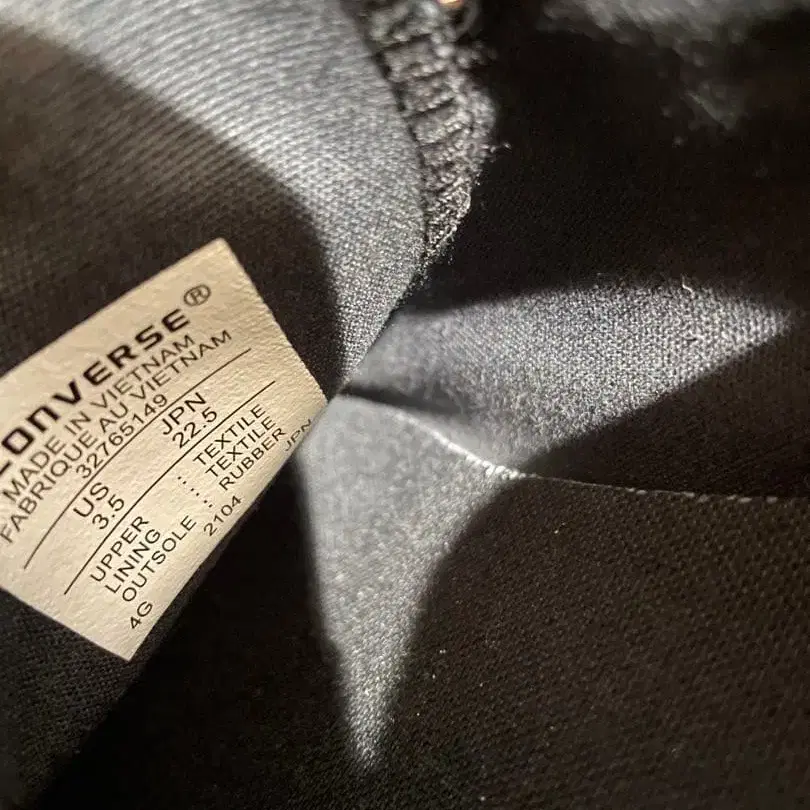 CONVERSE®
MADE IN VIETNAM
FABRIQUE AU VIETNAM
32765149
US JPN
3.5 22.5
UPPER : TEXTILE
LINING : TEXTILE
OUTSOLE : RUBBER
4G 2104 JPN